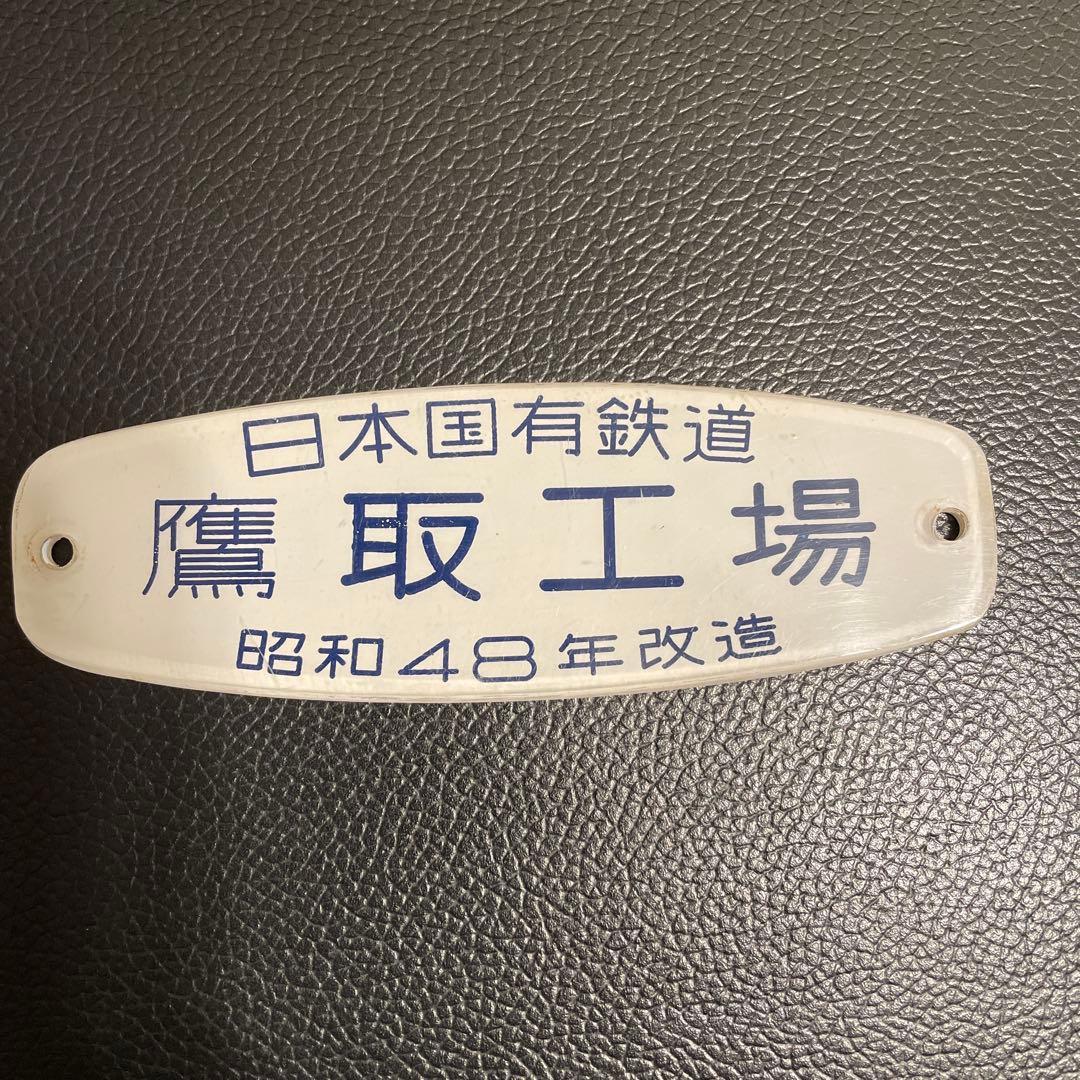 日本国有鉄道
鷹取工場
昭和48年改造